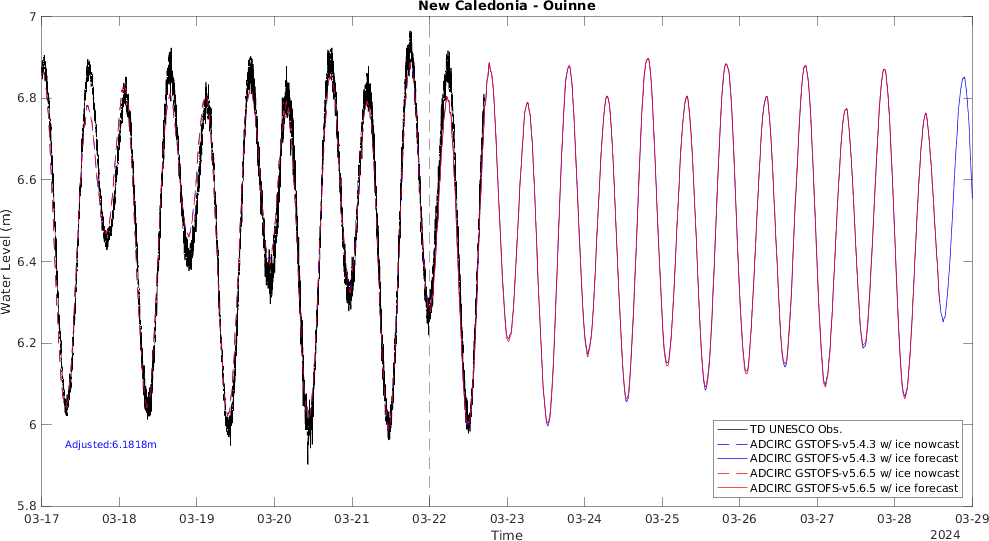 New Caledonia - Ouinne
7
6.8
6.6
6.4
6.2
6
5.8
Water Level (m)
Adjusted:6.1818m
TD UNESCO Obs.
ADCIRC GSTOFS-v5.4.3 w/ ice nowcast
ADCIRC GSTOFS-v5.4.3 w/ ice forecast
ADCIRC GSTOFS-v5.6.5 w/ ice nowcast
ADCIRC GSTOFS-v5.6.5 w/ ice forecast
03-17 03-18 03-19 03-20 03-21 03-22 03-23 03-24 03-25 03-26 03-27 03-28 03-29
Time
2024